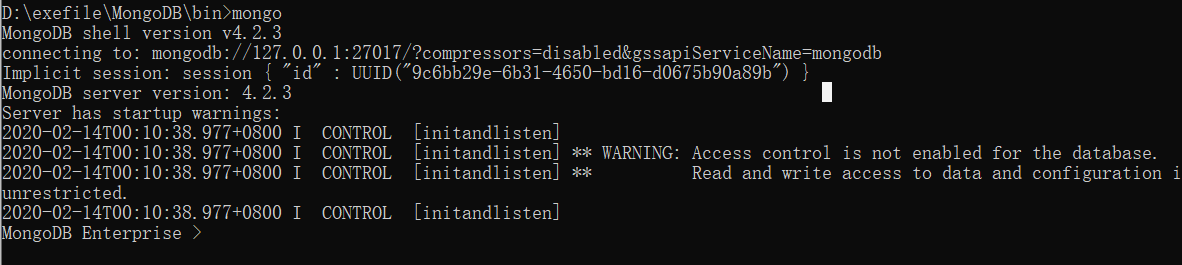 D:\exefile\MongoDB\bin>mongo
MongoDB shell version v4.2.3
connecting to: mongodb://127.0.0.1:27017/?compressors=disabled&gssapiServiceName=mongodb
Implicit session: session { "id" : UUID("9c6bb29e-6b31-4650-bd16-d0675b90a89b") }
MongoDB server version: 4.2.3
Server has startup warnings:
2020-02-14T00:10:38.977+0800 I  CONTROL  [initandlisten]
2020-02-14T00:10:38.977+0800 I  CONTROL  [initandlisten] ** WARNING: Access control is not enabled for the database.
2020-02-14T00:10:38.977+0800 I  CONTROL  [initandlisten] **          Read and write access to data and configuration i
unrestricted.
2020-02-14T00:10:38.977+0800 I  CONTROL  [initandlisten]
MongoDB Enterprise >